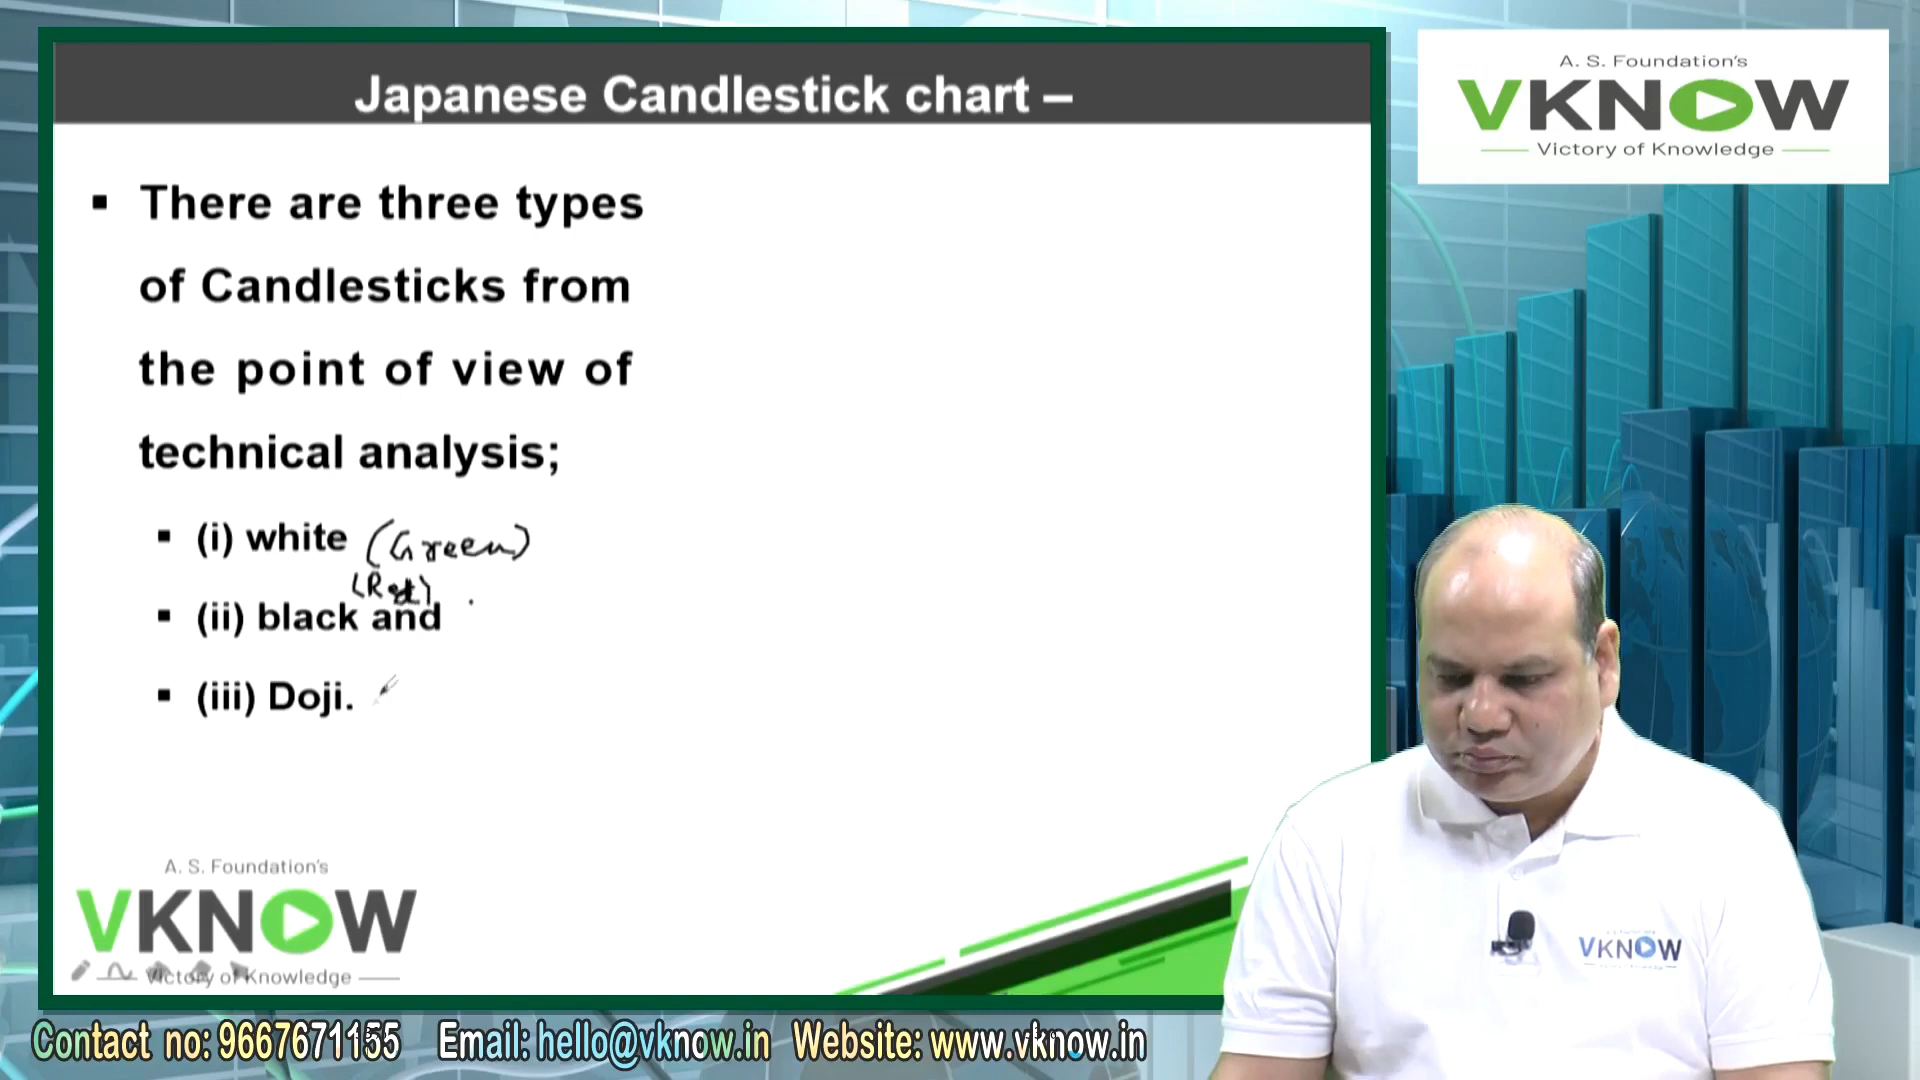 Japanese Candlestick chart –
A. S. Foundation's
VKNOW
Victory of Knowledge
▪ There are three types
of Candlesticks from
the point of view of
technical analysis;
▪ (i) white (Green)
(Red)
▪ (ii) black and
▪ (iii) Doji.
A. S. Foundation's
VKNOW
Victory of Knowledge
VKNOW
Contact no: 9667671155 Email: hello@vknow.in Website: www.vknow.in